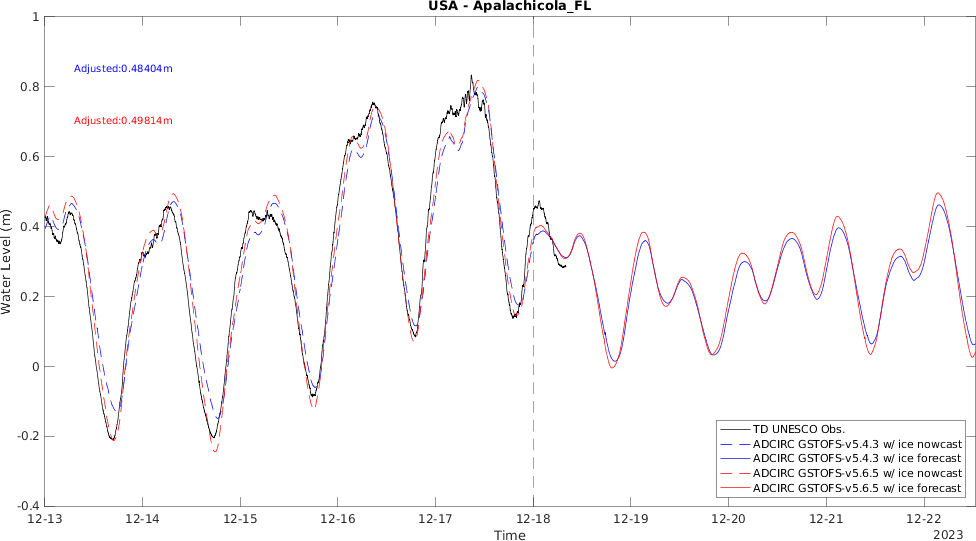 USA - Apalachicola_FL
1
0.8
0.6
0.4
0.2
0
-0.2
-0.4
Water Level (m)
Adjusted:0.48404m
Adjusted:0.49814m
TD UNESCO Obs.
ADCIRC GSTOFS-v5.4.3 w/ ice nowcast
ADCIRC GSTOFS-v5.4.3 w/ ice forecast
ADCIRC GSTOFS-v5.6.5 w/ ice nowcast
ADCIRC GSTOFS-v5.6.5 w/ ice forecast
12-13 12-14 12-15 12-16 12-17 12-18 12-19 12-20 12-21 12-22
Time
2023